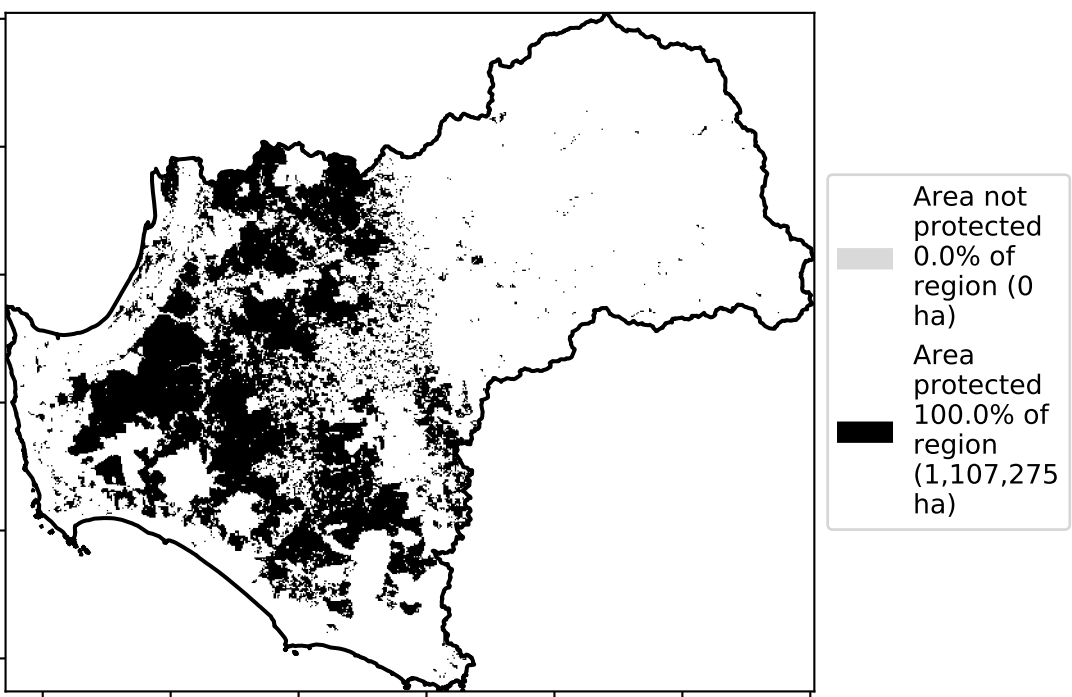 Area not
protected
0.0% of
region (0
ha)
Area
protected
100.0% of
region
(1,107,275
ha)